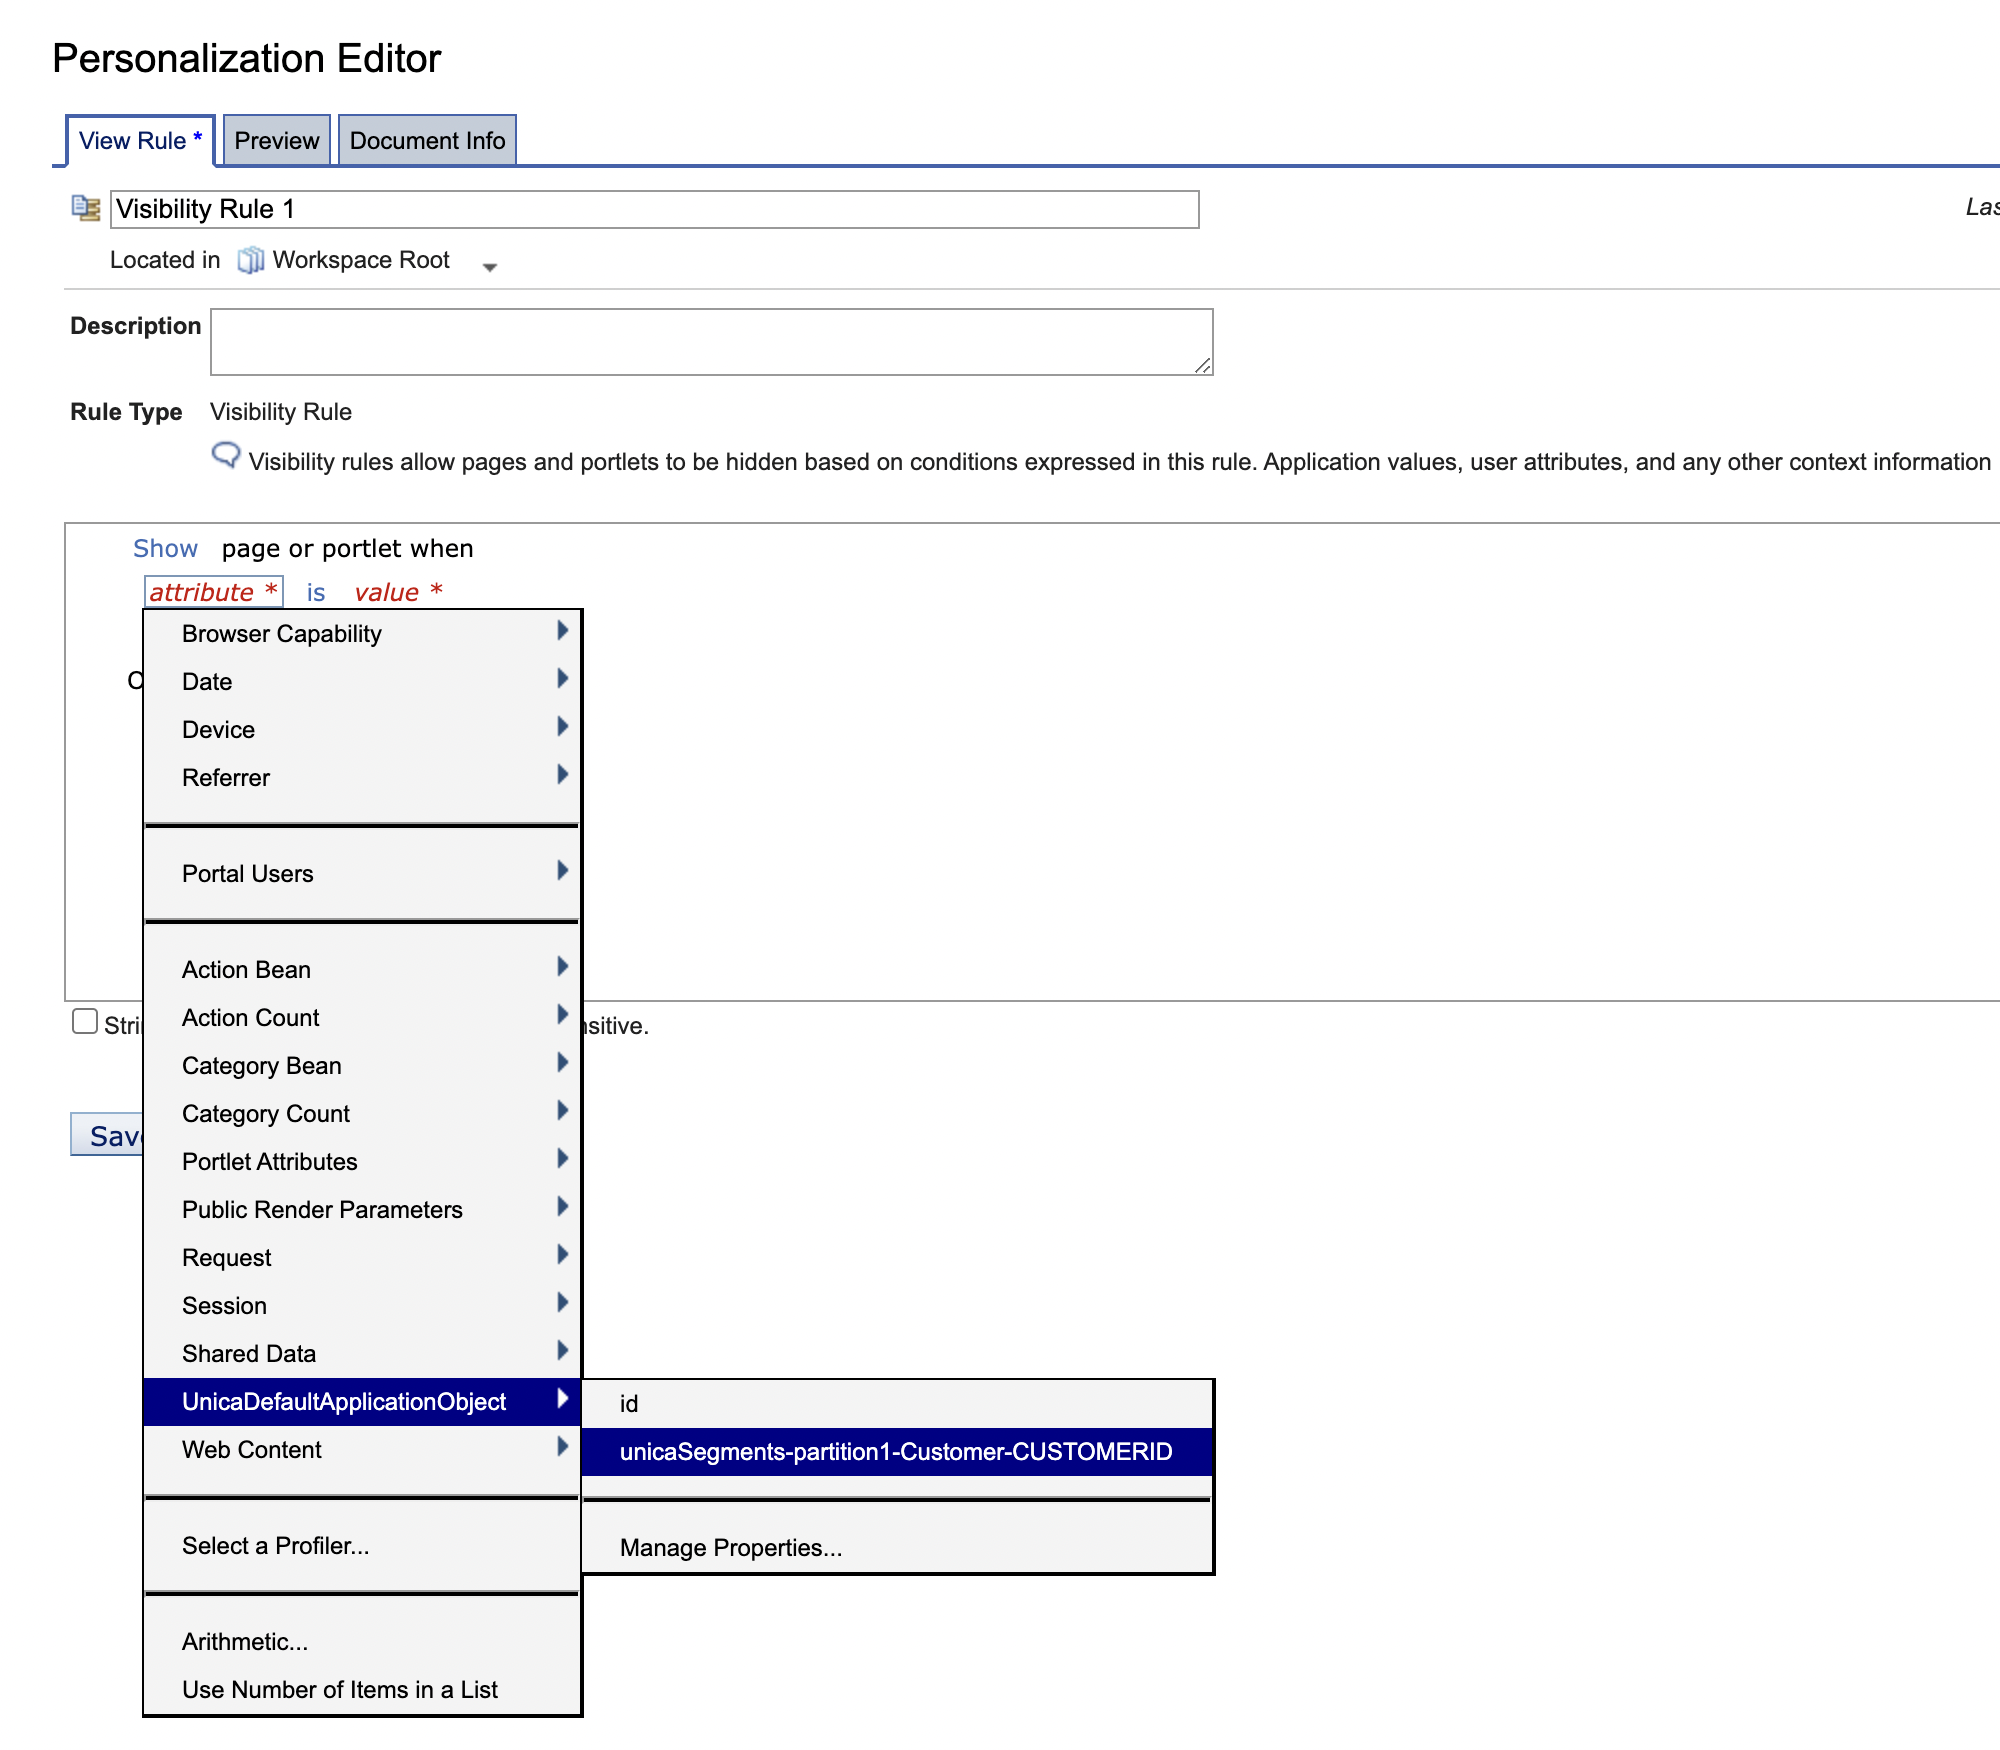 Personalization Editor
View Rule * Preview Document Info
Visibility Rule 1
Located in Workspace Root
Description
Rule Type Visibility Rule
Visibility rules allow pages and portlets to be hidden based on conditions expressed in this rule. Application values, user attributes, and any other context information
Show page or portlet when
attribute * is value *
Browser Capability
Date
Device
Referrer
Portal Users
Action Bean
Action Count
Category Bean
Category Count
Portlet Attributes
Public Render Parameters
Request
Session
Shared Data
UnicaDefaultApplicationObject
Web Content
Select a Profiler...
Arithmetic...
Use Number of Items in a List
id
unicaSegments-partition1-Customer-CUSTOMERID
Manage Properties...